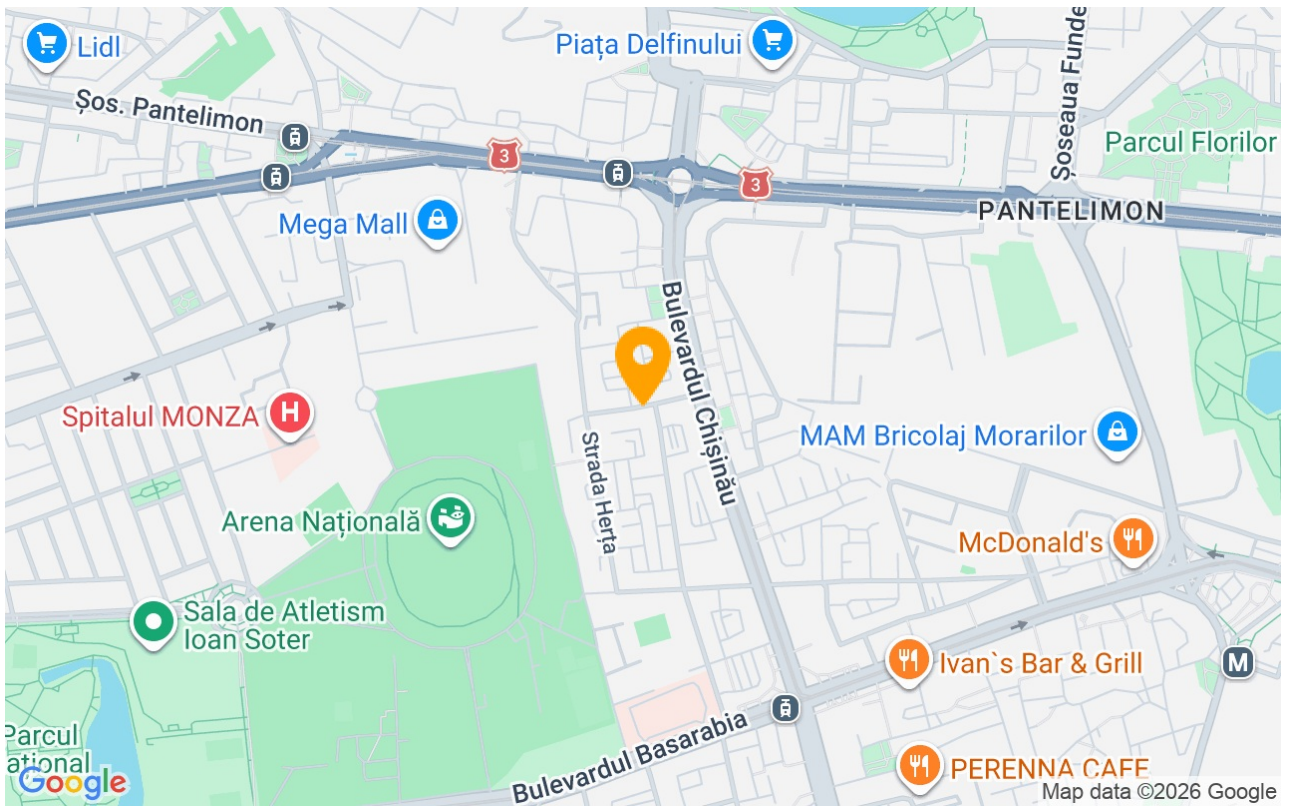 Lidl
Piața Delfinului
Șos. Pantelimon
Șoseaua Funde
3
3
Parcul Florilor
PANTELIMON
Mega Mall
Bulevardul Chișinău
Spitalul MONZA
H
MAM Bricolaj Morarilor
Strada Herța
Arena Națională
McDonald's
Sala de Atletism
Ioan Soter
Ivan`s Bar & Grill
M
Parcul
ațional
Bulevardul Basarabia
PERENNA CAFE
Google
Map data ©2026 Google